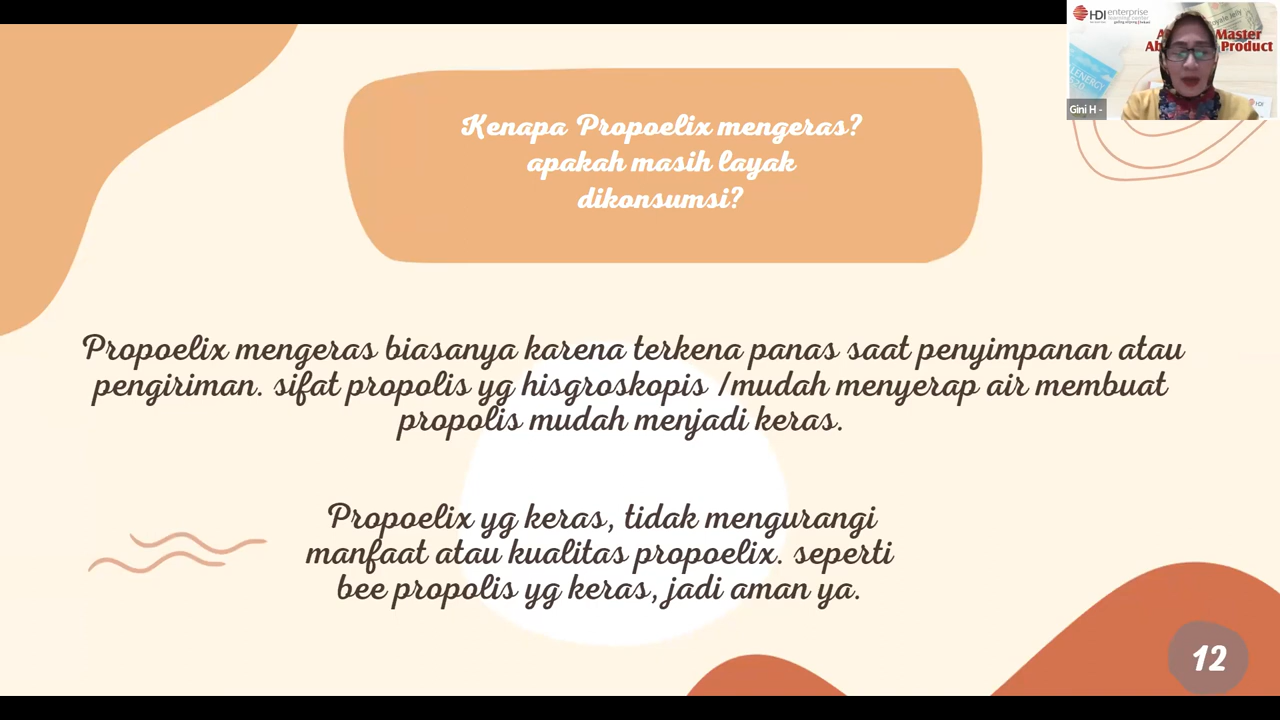 HDI enterprise
learning center
Master
Product
Gini H -
Kenapa Propoelix mengeras?
apakah masih layak
dikonsumsi?
Propoelix mengeras biasanya karena terkena panas saat penyimpanan atau
pengiriman. sifat propolis yg hisgroskopis /mudah menyerap air membuat
propolis mudah menjadi keras.
Propoelix yg keras, tidak mengurangi
manfaat atau kualitas propoelix. seperti
bee propolis yg keras, jadi aman ya.
12